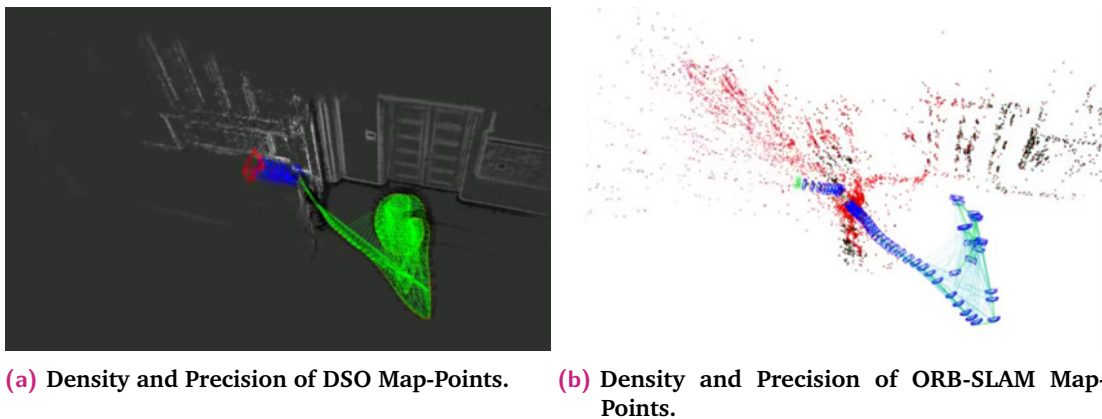 (a) Density and Precision of DSO Map-Points.
(b) Density and Precision of ORB-SLAM Map-
Points.